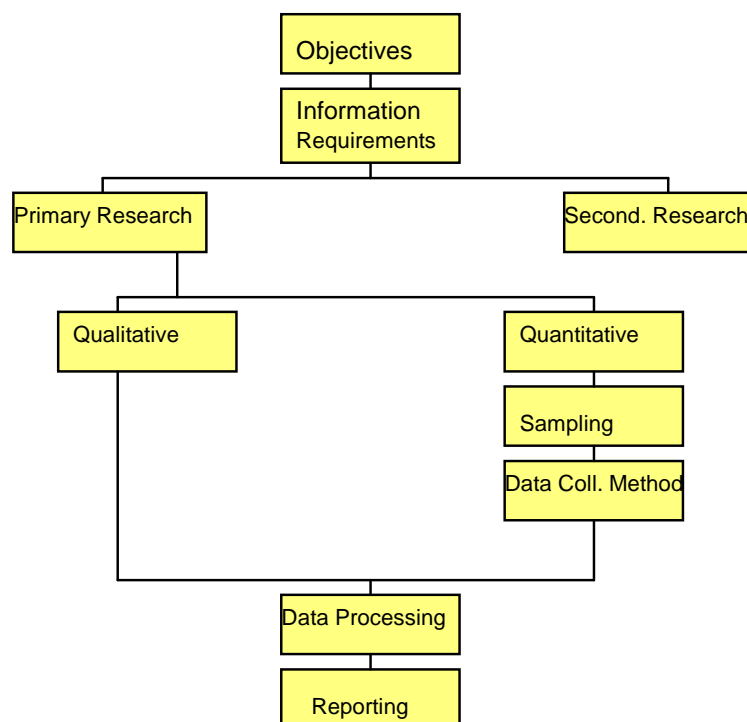 Objectives
Information
Requirements
Primary Research
Second. Research
Qualitative
Quantitative
Sampling
Data Coll. Method
Data Processing
Reporting